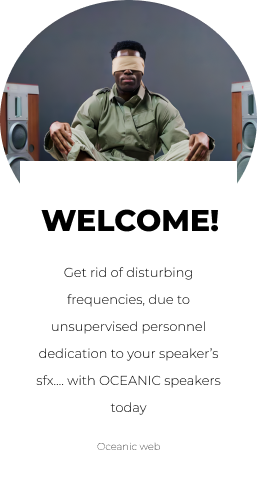 WELCOME!
Get rid of disturbing
frequencies, due to
unsupervised personnel
dedication to your speaker's
sfx.... with OCEANIC speakers
today
Oceanic web